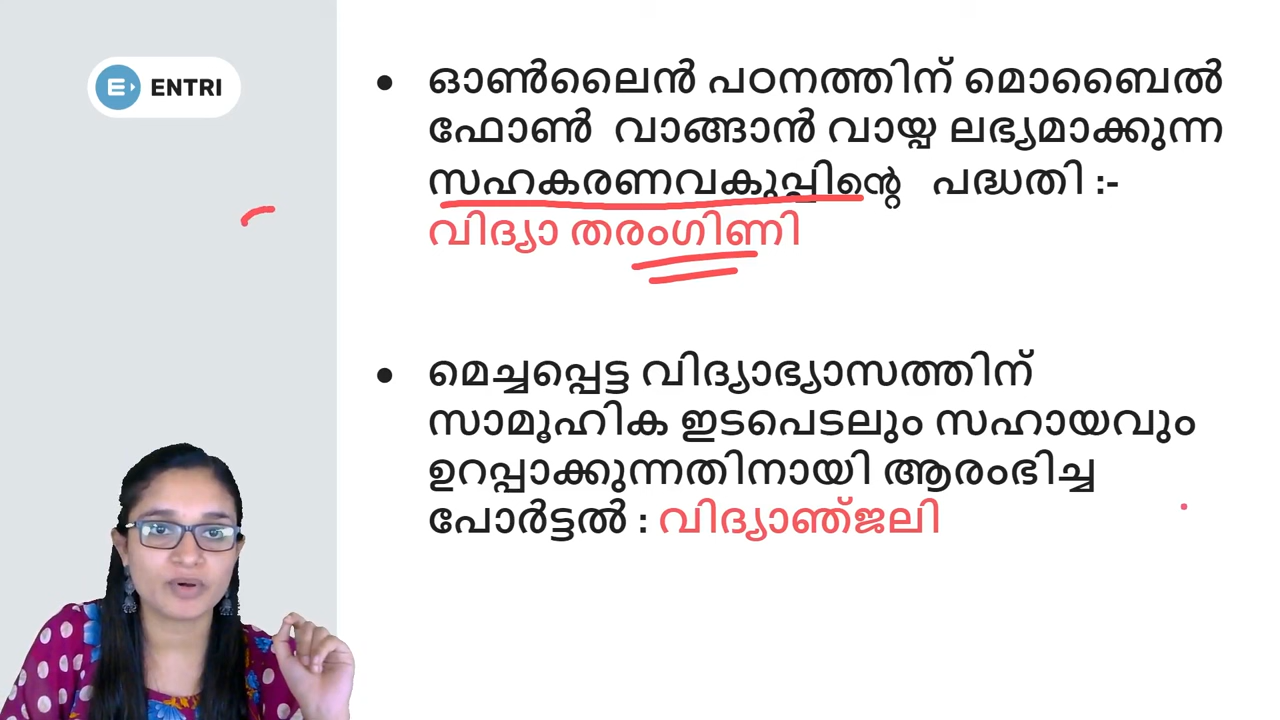 ENTRI
ഓൺലൈൻ പഠനത്തിന് മൊബൈൽ
ഫോൺ വാങ്ങാൻ വായ്പ ലഭ്യമാക്കുന്ന
സഹകരണവകുപ്പിന്റെ പദ്ധതി :-
വിദ്യാ തരംഗിണി
മെച്ചപ്പെട്ട വിദ്യാഭ്യാസത്തിന്
സാമൂഹിക ഇടപെടലും സഹായവും
ഉറപ്പാക്കുന്നതിനായി ആരംഭിച്ച
പോർട്ടൽ : വിദ്യാഞ്ജലി